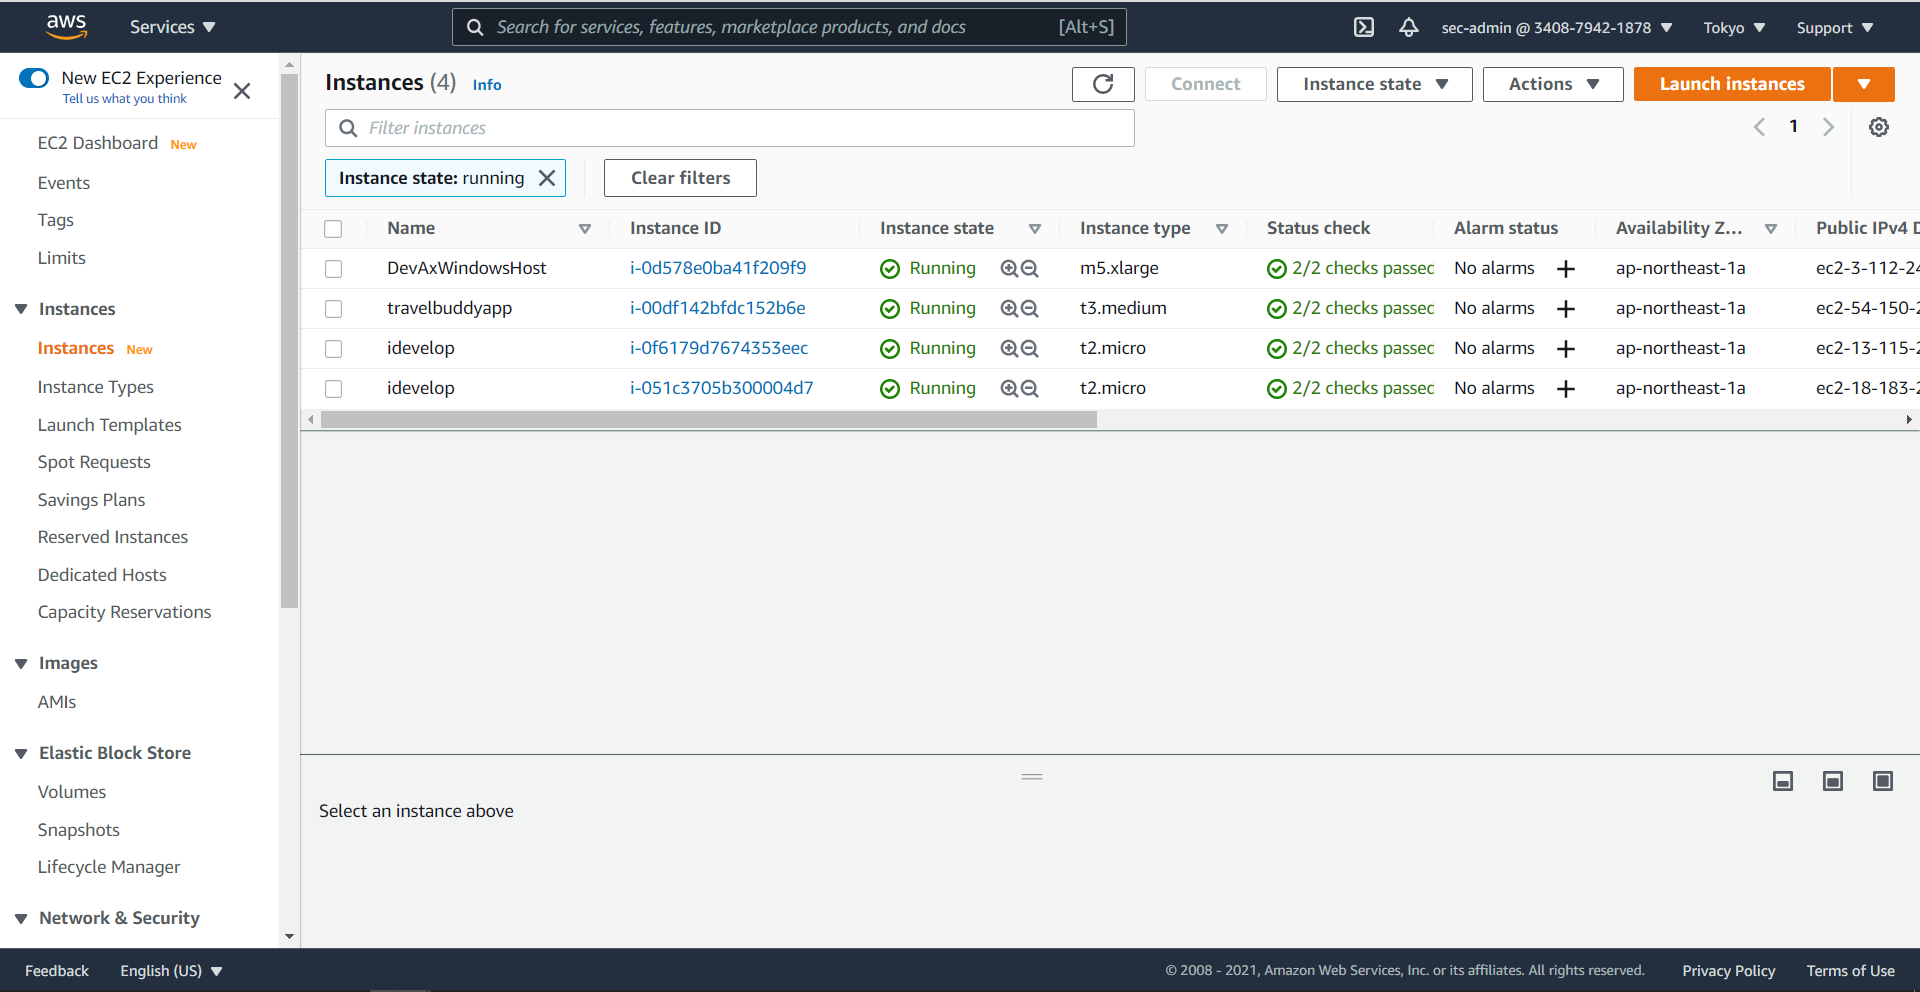 aws
Services
Search for services, features, marketplace products, and docs [Alt+S]
sec-admin @ 3408-7942-1878
Tokyo
Support
New EC2 Experience
Tell us what you think
EC2 Dashboard New
Events
Tags
Limits
Instances
Instances New
Instance Types
Launch Templates
Spot Requests
Savings Plans
Reserved Instances
Dedicated Hosts
Capacity Reservations
Images
AMIs
Elastic Block Store
Volumes
Snapshots
Lifecycle Manager
Network & Security
Instances (4) Info
Connect
Instance state
Actions
Launch instances
Filter instances
1
Instance state: running
Clear filters
Name Instance ID Instance state Instance type Status check Alarm status Availability Z... Public IPv4 D
DevAxWindowsHost i-0d578e0ba41f209f9 Running m5.xlarge 2/2 checks passed No alarms ap-northeast-1a ec2-3-112-24
travelbuddyapp i-00df142bfdc152b6e Running t3.medium 2/2 checks passed No alarms ap-northeast-1a ec2-54-150-2
idevelop i-0f6179d7674353eec Running t2.micro 2/2 checks passed No alarms ap-northeast-1a ec2-13-115-2
idevelop i-051c3705b300004d7 Running t2.micro 2/2 checks passed No alarms ap-northeast-1a ec2-18-183-2
Select an instance above
Feedback
English (US)
© 2008 - 2021, Amazon Web Services, Inc. or its affiliates. All rights reserved.
Privacy Policy
Terms of Use